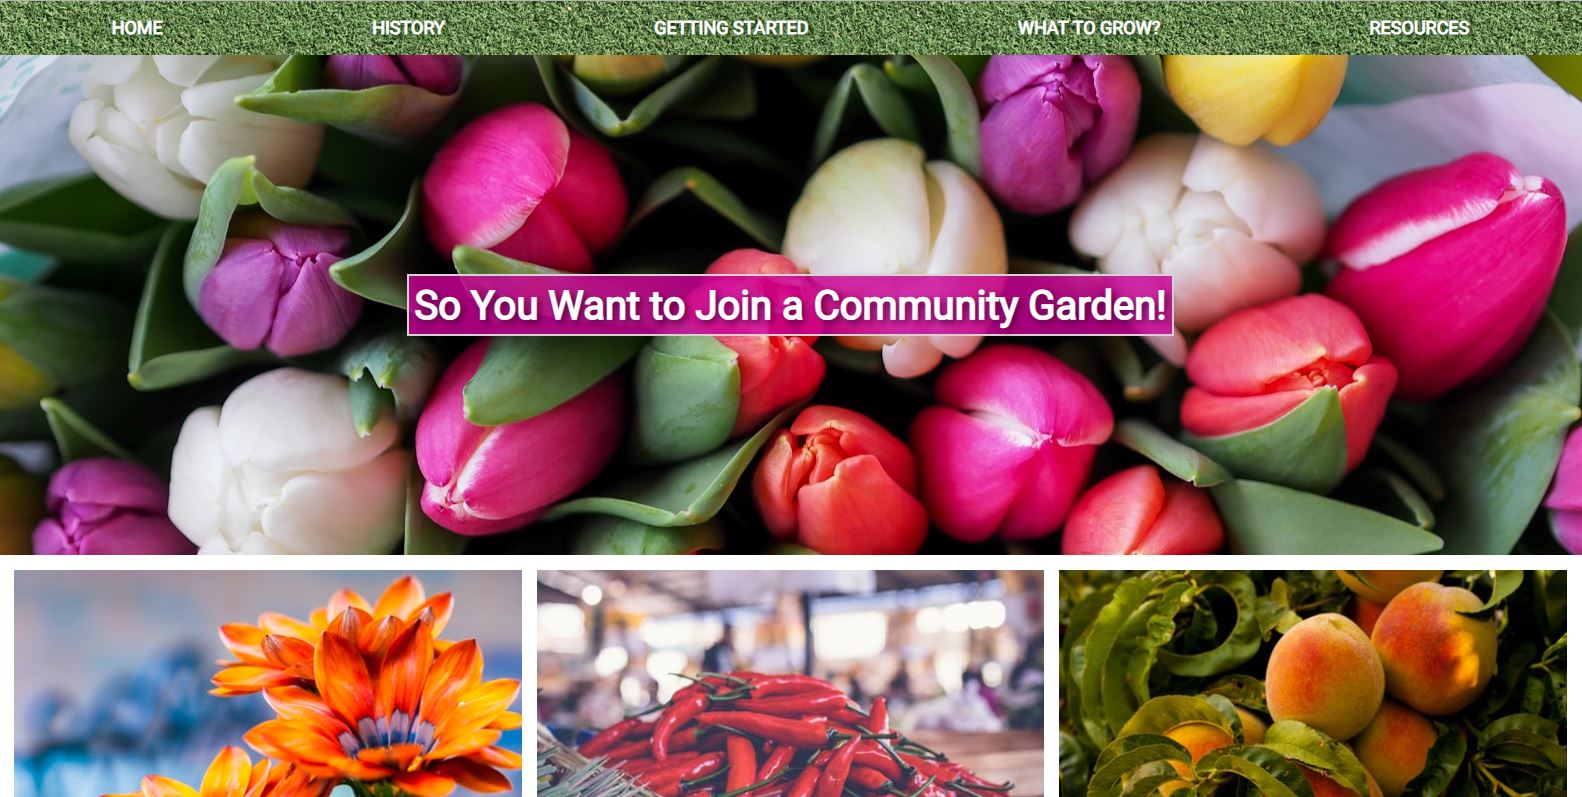 HOME HISTORY GETTING STARTED WHAT TO GROW? RESOURCES
So You Want to Join a Community Garden!